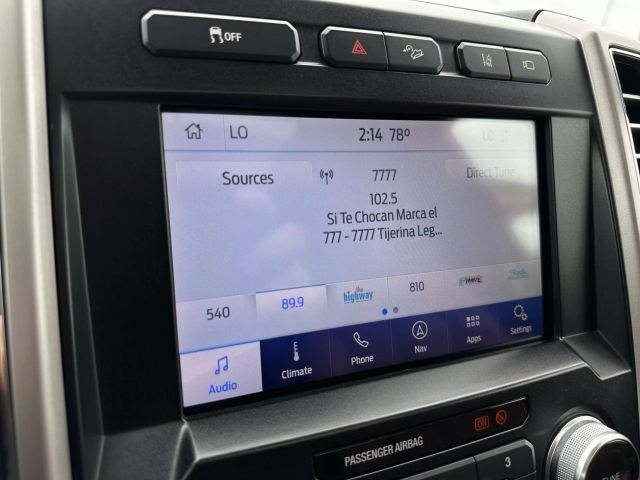 OFF
LO 2:14 78° LO
Sources 7777 Direct Tune
102.5
Si Te Chocan Marca el
777 - 7777 Tijerina Leg...
540 89.9 the highway 810
Audio Climate Phone Nav Apps Settings
PASSENGER AIRBAG ON
3
TUNE